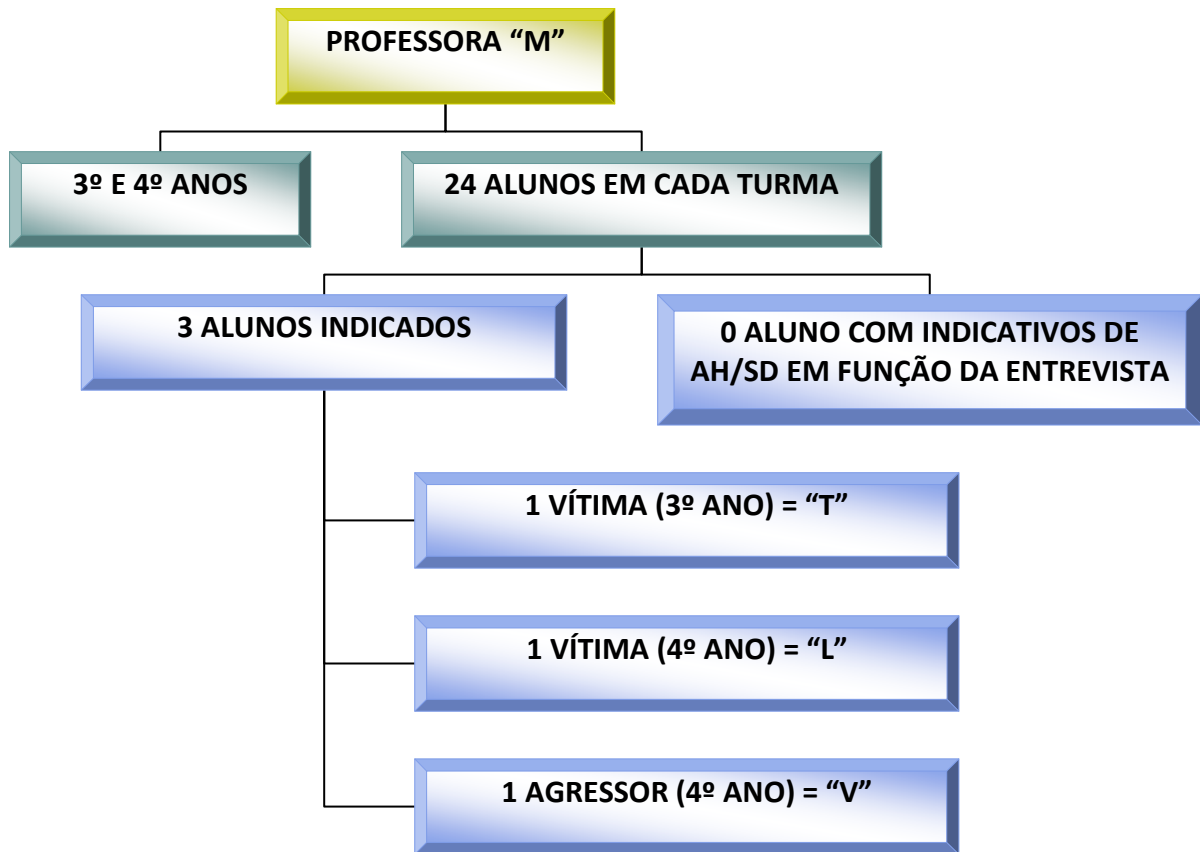 PROFESSORA “M”
3º E 4º ANOS
24 ALUNOS EM CADA TURMA
3 ALUNOS INDICADOS
0 ALUNO COM INDICATIVOS DE
AH/SD EM FUNÇÃO DA ENTREVISTA
1 VÍTIMA (3º ANO) = “T”
1 VÍTIMA (4º ANO) = “L”
1 AGRESSOR (4º ANO) = “V”